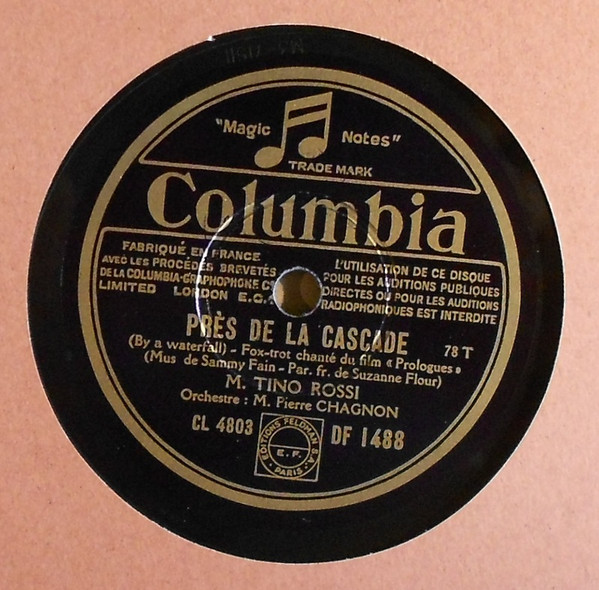 "Magic Notes"
TRADE MARK
Columbia
FABRIQUÉ EN FRANCE
AVEC LES PROCÉDÉS BREVETÉS
DE LA COLUMBIA-GRAPHOPHONE
LIMITED LONDON E.C.
L'UTILISATION DE CE DISQUE
POUR LES AUDITIONS PUBLIQUES
DIRECTES OU POUR LES AUDITIONS
RADIOPHONIQUES EST INTERDITE
PRÈS DE LA CASCADE 78 T
(By a waterfall) - Fox-trot chanté du film « Prologues »
(Mus de Sammy Fain - Par. fr. de Suzanne Flour)
M. TINO ROSSI
Orchestre : M. Pierre CHAGNON
CL 4803 DF 1488
EDITIONS FELDMAN S.A.
E. F.
PARIS